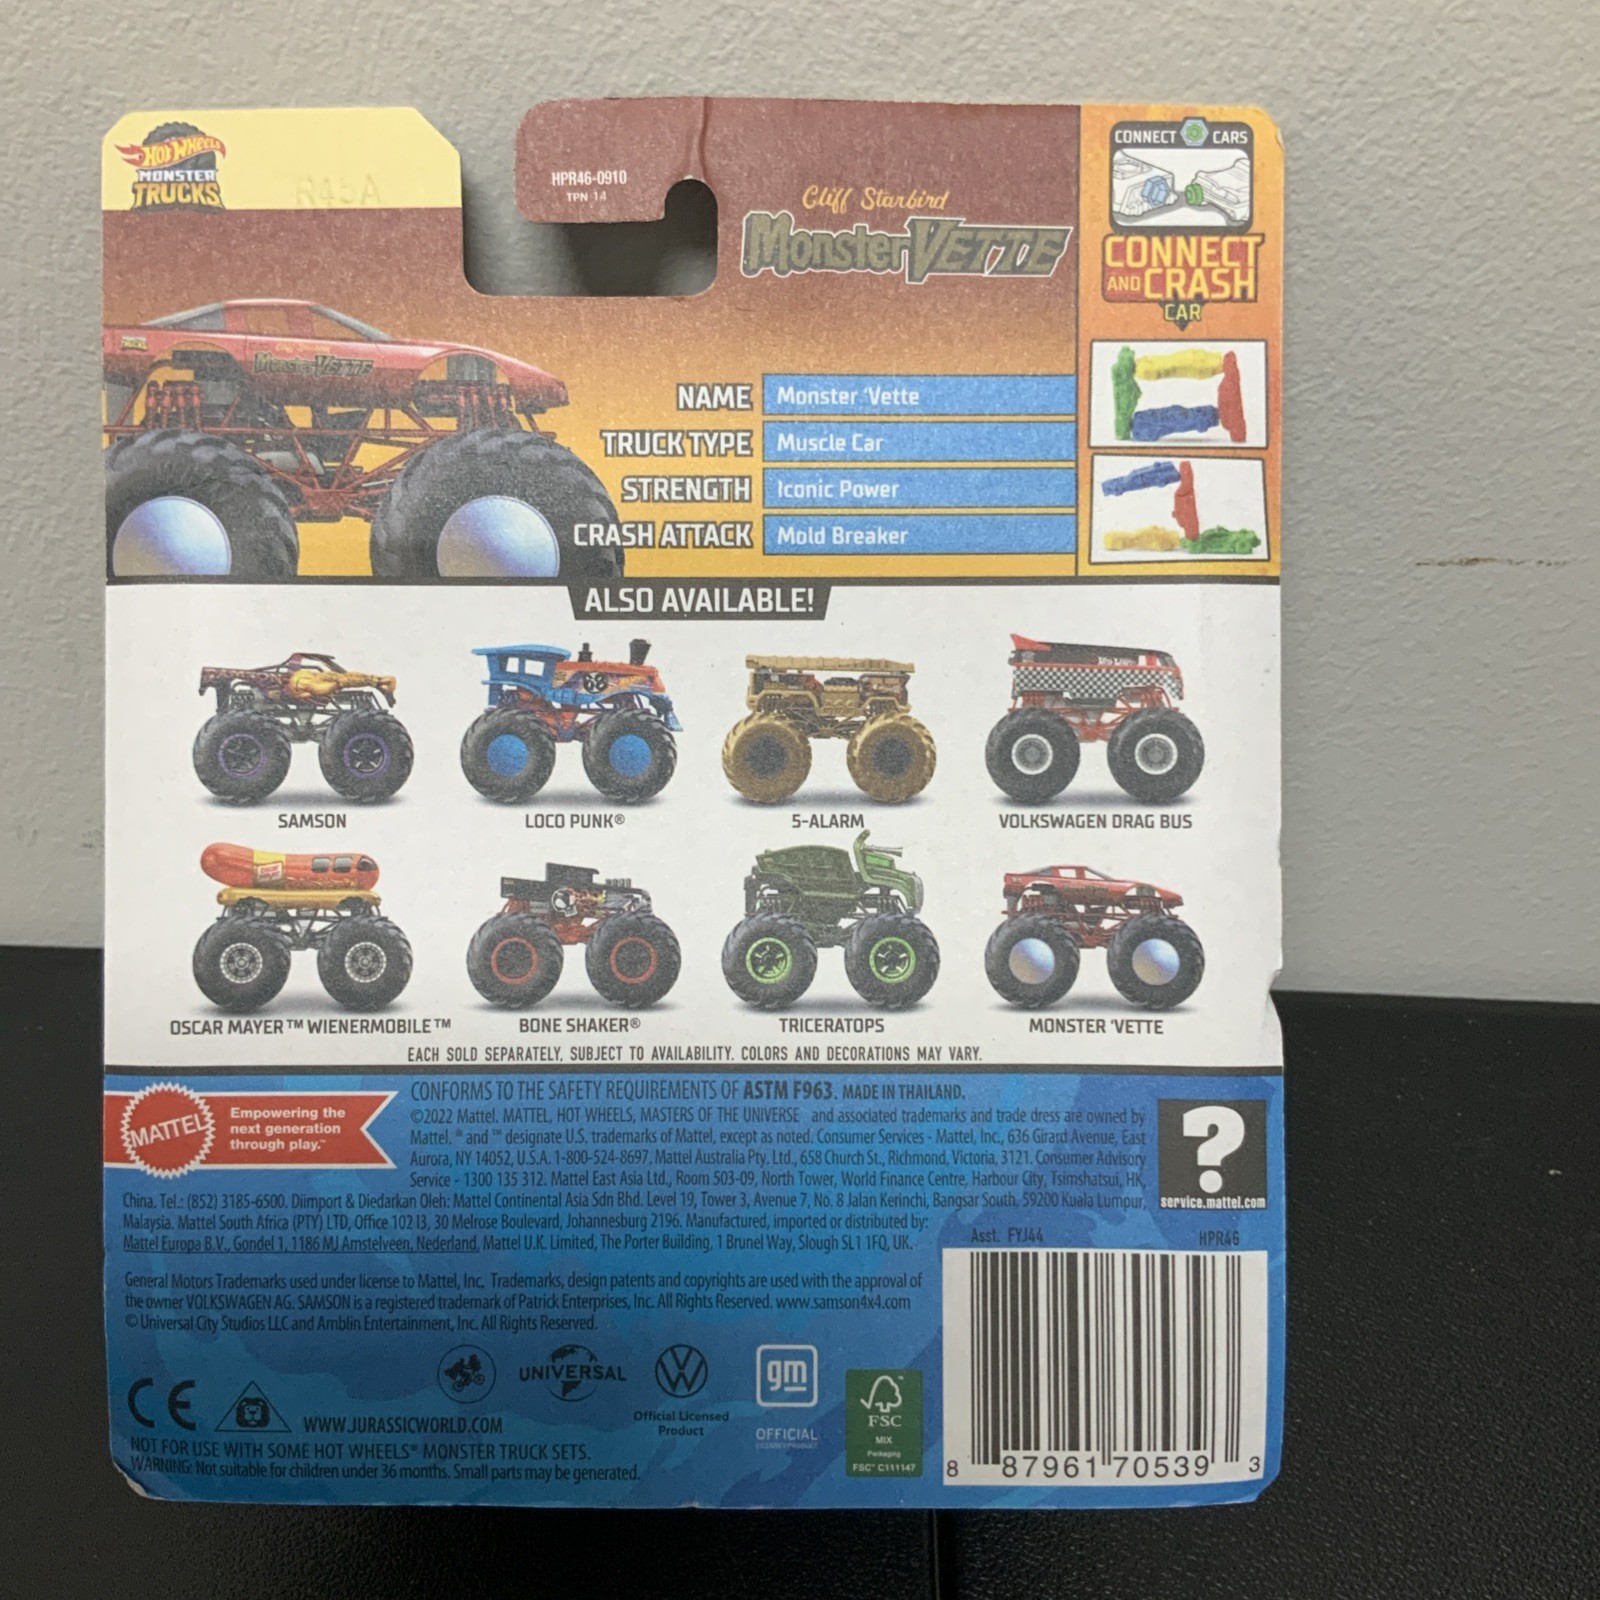 HOT WHEELS
MONSTER
TRUCKS
R45A
HPR46-0910
TPN 14
Cliff Starbird
Monster VETTE
CONNECT CARS
CONNECT
AND CRASH
CAR
Monster VETTE
NAME Monster 'Vette
TRUCK TYPE Muscle Car
STRENGTH Iconic Power
CRASH ATTACK Mold Breaker
ALSO AVAILABLE!
SAMSON LOCO PUNK® 5-ALARM VOLKSWAGEN DRAG BUS
OSCAR MAYER™ WIENERMOBILE™ BONE SHAKER® TRICERATOPS MONSTER 'VETTE
EACH SOLD SEPARATELY, SUBJECT TO AVAILABILITY. COLORS AND DECORATIONS MAY VARY.
MATTEL
Empowering the
next generation
through play.™
CONFORMS TO THE SAFETY REQUIREMENTS OF ASTM F963. MADE IN THAILAND.
©2022 Mattel. MATTEL, HOT WHEELS, MASTERS OF THE UNIVERSE and associated trademarks and trade dress are owned by
Mattel. ® and ™ designate U.S. trademarks of Mattel, except as noted. Consumer Services - Mattel, Inc., 636 Girard Avenue, East
Aurora, NY 14052, U.S.A. 1-800-524-8697. Mattel Australia Pty. Ltd., 658 Church St., Richmond, Victoria, 3121. Consumer Advisory
Service - 1300 135 312. Mattel East Asia Ltd., Room 503-09, North Tower, World Finance Centre, Harbour City, Tsimshatsui, HK,
China. Tel.: (852) 3185-6500. Diimport & Diedarkan Oleh: Mattel Continental Asia Sdn Bhd. Level 19, Tower 3, Avenue 7, No. 8 Jalan Kerinchi, Bangsar South, 59200 Kuala Lumpur,
Malaysia. Mattel South Africa (PTY) LTD, Office 102 I3, 30 Melrose Boulevard, Johannesburg 2196. Manufactured, imported or distributed by:
Mattel Europa B.V., Gondel 1, 1186 MJ Amstelveen, Nederland. Mattel U.K. Limited, The Porter Building, 1 Brunel Way, Slough SL1 1FQ, UK.
?
service.mattel.com
Asst. FYJ44 HPR46
General Motors Trademarks used under license to Mattel, Inc. Trademarks, design patents and copyrights are used with the approval of
the owner VOLKSWAGEN AG. SAMSON is a registered trademark of Patrick Enterprises, Inc. All Rights Reserved. www.samson4x4.com
© Universal City Studios LLC and Amblin Entertainment, Inc. All Rights Reserved.
UNIVERSAL
Official Licensed
Product
gm
OFFICIAL
LICENSED PRODUCT
FSC
MIX
Packaging
FSC® C111147
CE
WWW.JURASSICWORLD.COM
NOT FOR USE WITH SOME HOT WHEELS® MONSTER TRUCK SETS.
WARNING: Not suitable for children under 36 months. Small parts may be generated.
8 87961 70539 3